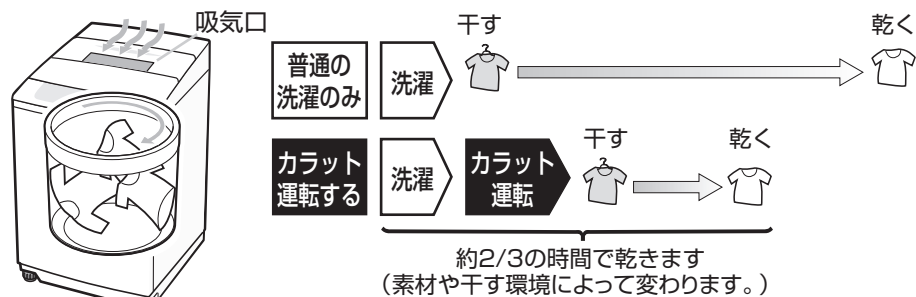 吸気口
普通の
洗濯のみ
洗濯
干す
乾く
カラット
運転する
洗濯
カラット
運転
干す
乾く
約2/3の時間で乾きます
（素材や干す環境によって変わります。）